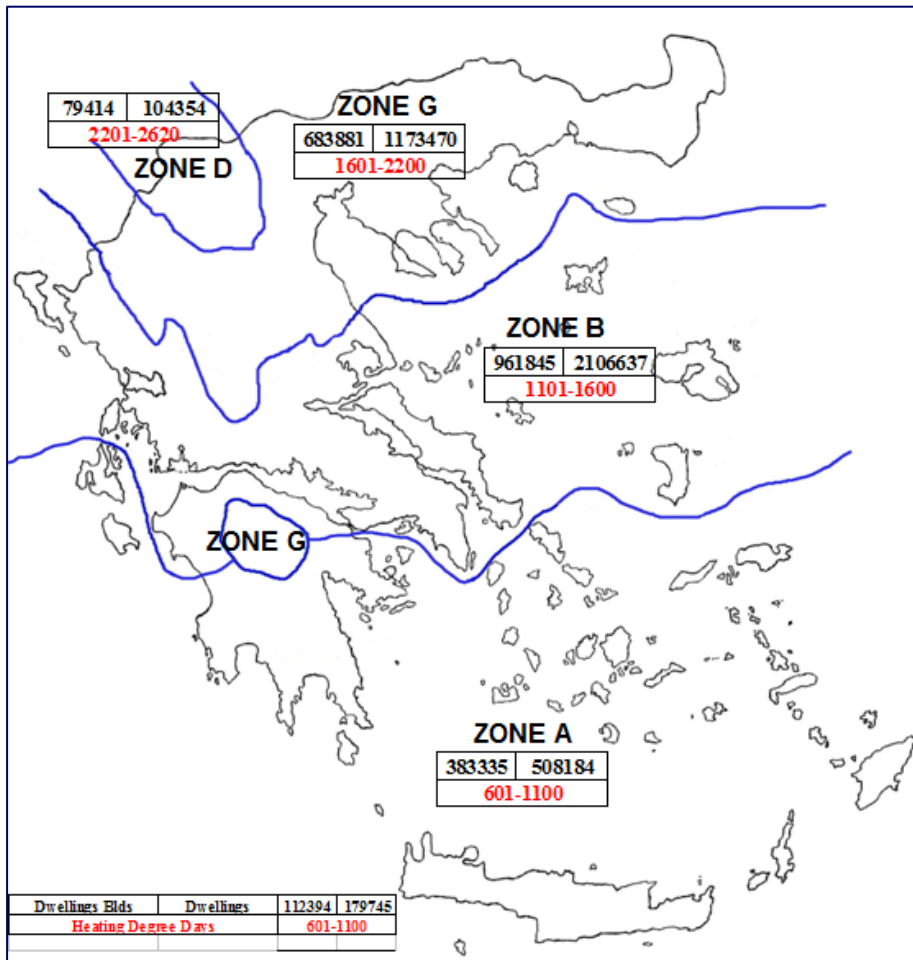 ZONE G
79414 104354
683881 1173470
2201-2620
1601-2200
ZONE D
ZONE B
961845 2106637
1101-1600
ZONE G
ZONE A
383335 508184
601-1100
Dwellings Blds Dwellings 112394 179745
Heating Degree Days 601-1100